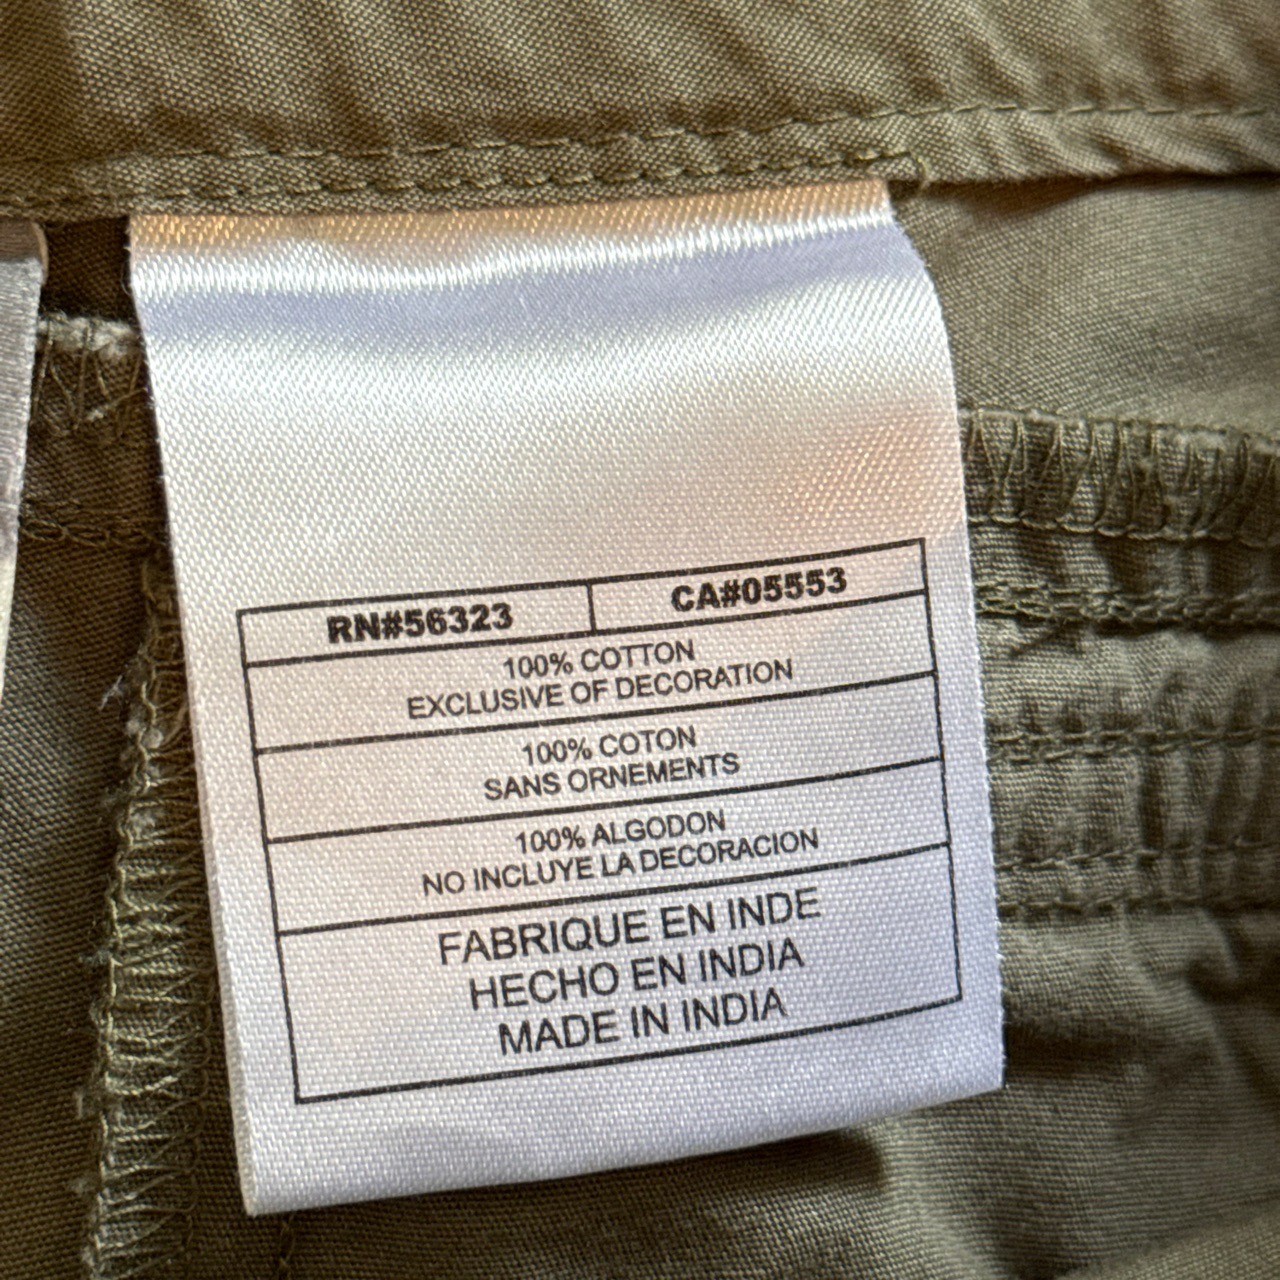 RN#56323
CA#05553
100% COTTON
EXCLUSIVE OF DECORATION
100% COTON
SANS ORNEMENTS
100% ALGODON
NO INCLUYE LA DECORACION
FABRIQUE EN INDE
HECHO EN INDIA
MADE IN INDIA